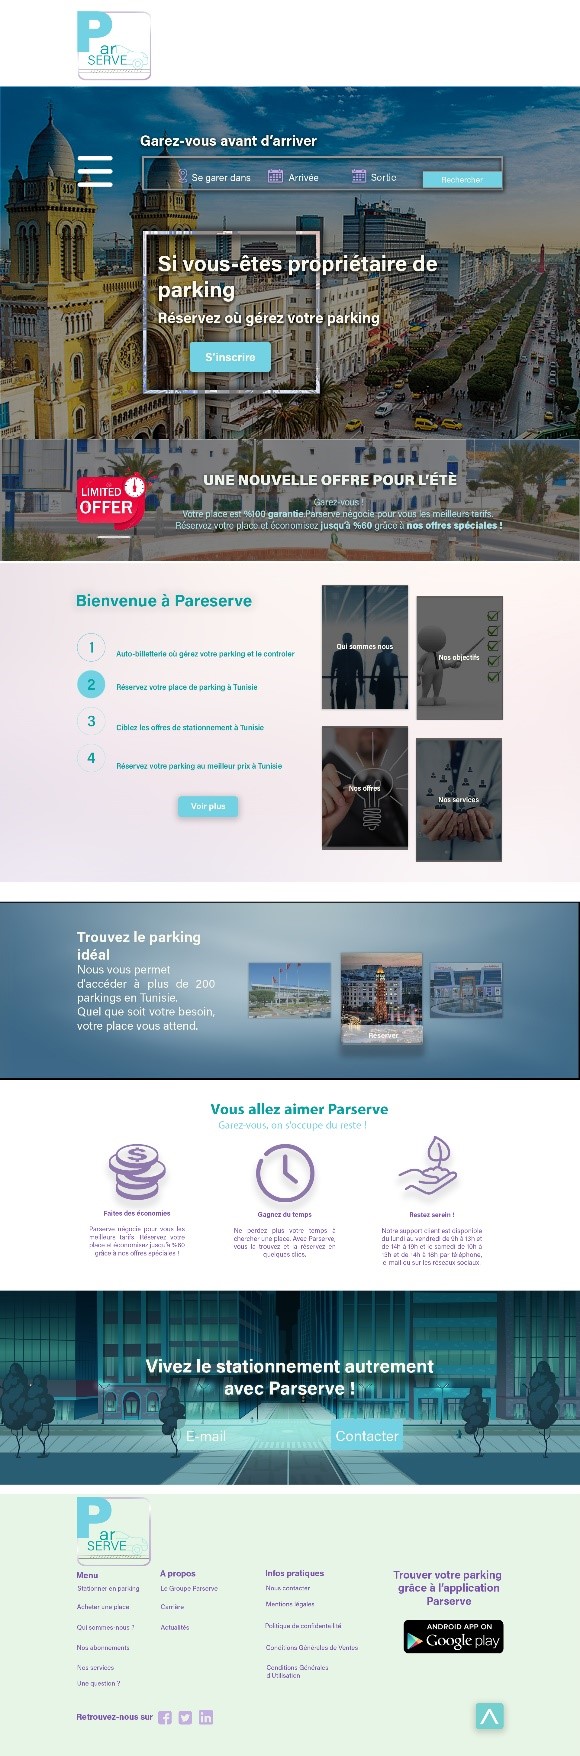 Par
SERVE
Garez-vous avant d'arriver
Se garer dans Arrivée Sortie Rechercher
Si vous-êtes propriétaire de
parking
Réservez où gérez votre parking
S'inscrire
LIMITED
OFFER
UNE NOUVELLE OFFRE POUR L'ÉTÈ
Garez-vous !
Votre place est %100 garantie.Parserve négocie pour vous les meilleurs tarifs.
Réservez votre place et économisez jusqu'à %60 grâce à nos offres spéciales !
Bienvenue à Pareserve
1 Auto-billetterie où gérez votre parking et le controler
2 Réservez votre place de parking à Tunisie
3 Ciblez les offres de stationnement à Tunisie
4 Réservez votre parking au meilleur prix à Tunisie
Voir plus
Qui sommes nous
Nos objectifs
Nos offres
Nos services
Trouvez le parking
idéal
Nous vous permet
d'accéder à plus de 200
parkings en Tunisie.
Quel que soit votre besoin,
votre place vous attend.
Réserver
Vous allez aimer Parserve
Garez-vous, on s'occupe du reste !
Faites des économies
Parserve négocie pour vous les
meilleurs tarifs. Réservez votre
place et économisez jusqu'à %60
grâce à nos offres spéciales !
Gagnez du temps
Ne perdez plus votre temps à
chercher une place. Avec Parserve,
vous la trouvez et la réservez en
quelques clics.
Restez serein !
Notre support client est disponible
du lundi au vendredi de 9h à 13h et
de 14h à 19h et le samedi de 10h à
13h et de 14h à 18h par téléphone,
e-mail ou sur les réseaux sociaux.
Vivez le stationnement autrement
avec Parserve !
E-mail Contacter
Par
SERVE
Menu
Stationner en parking
Acheter une place
Qui sommes-nous ?
Nos abonnements
Nos services
Une question ?
À propos
Le Groupe Parserve
Carrière
Actualités
Infos pratiques
Nous contacter
Mentions légales
Politique de confidentialité
Conditions Générales de Ventes
Conditions Générales
d'Utilisation
Trouver votre parking
grâce à l'application
Parserve
ANDROID APP ON
Google play
Retrouvez-nous sur